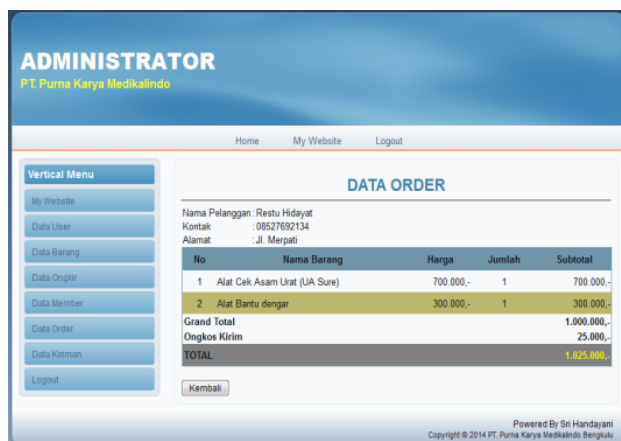 ADMINISTRATOR
PT. Purna Karya Medikalindo
Home My Website Logout
Vertical Menu
My Website
Data User
Data Barang
Data Ongkir
Data Member
Data Order
Data Kiriman
Logout
DATA ORDER
Nama Pelanggan : Restu Hidayat
Kontak : 08527692134
Alamat : Jl. Merpati
No Nama Barang Harga Jumlah Subtotal
1 Alat Cek Asam Urat (UA Sure) 700.000,- 1 700.000,-
2 Alat Bantu dengar 300.000,- 1 300.000,-
Grand Total 1.000.000,-
Ongkos Kirim 25.000,-
TOTAL 1.025.000,-
Kembali
Powered By Sri Handayani
Copyright © 2014 PT. Purna Karya Medikalindo Bengkulu